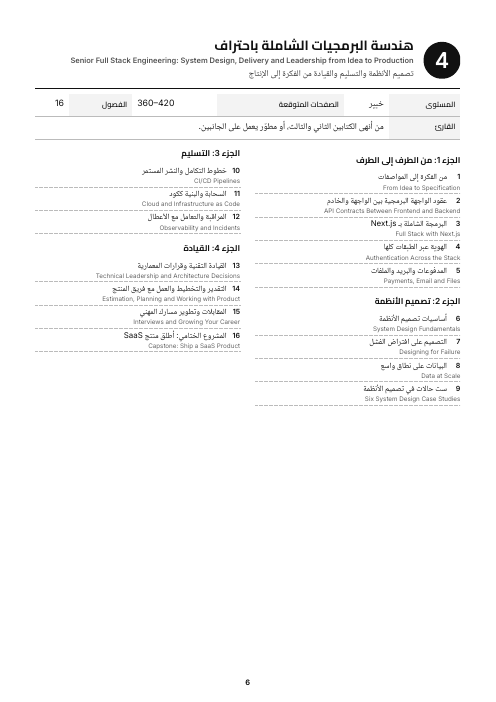 4
هندسة البرمجيات الشاملة باحتراف
Senior Full Stack Engineering: System Design, Delivery and Leadership from Idea to Production
تصميم الأنظمة والتسليم والقيادة من الفكرة إلى الإنتاج
المستوى خبير الصفحات المتوقعة 360–420 الفصول 16
القارئ من أنهى الكتابين الثاني والثالث، أو مطوّر يعمل على الجانبين.
الجزء 1: من الطرف إلى الطرف
1 من الفكرة إلى المواصفات
From Idea to Specification
2 عقود الواجهة البرمجية بين الواجهة والخادم
API Contracts Between Frontend and Backend
3 البرمجة الشاملة بـ Next.js
Full Stack with Next.js
4 الهوية عبر الطبقات كلها
Authentication Across the Stack
5 المدفوعات والبريد والملفات
Payments, Email and Files
الجزء 2: تصميم الأنظمة
6 أساسيات تصميم الأنظمة
System Design Fundamentals
7 التصميم على افتراض الفشل
Designing for Failure
8 البيانات على نطاق واسع
Data at Scale
9 ست حالات في تصميم الأنظمة
Six System Design Case Studies
الجزء 3: التسليم
10 خطوط التكامل والنشر المستمر
CI/CD Pipelines
11 السحابة والبنية ككود
Cloud and Infrastructure as Code
12 المراقبة والتعامل مع الأعطال
Observability and Incidents
الجزء 4: القيادة
13 القيادة التقنية وقرارات المعمارية
Technical Leadership and Architecture Decisions
14 التقدير والتخطيط والعمل مع فريق المنتج
Estimation, Planning and Working with Product
15 المقابلات وتطوير مسارك المهني
Interviews and Growing Your Career
16 المشروع الختامي: أطلق منتج SaaS
Capstone: Ship a SaaS Product
6